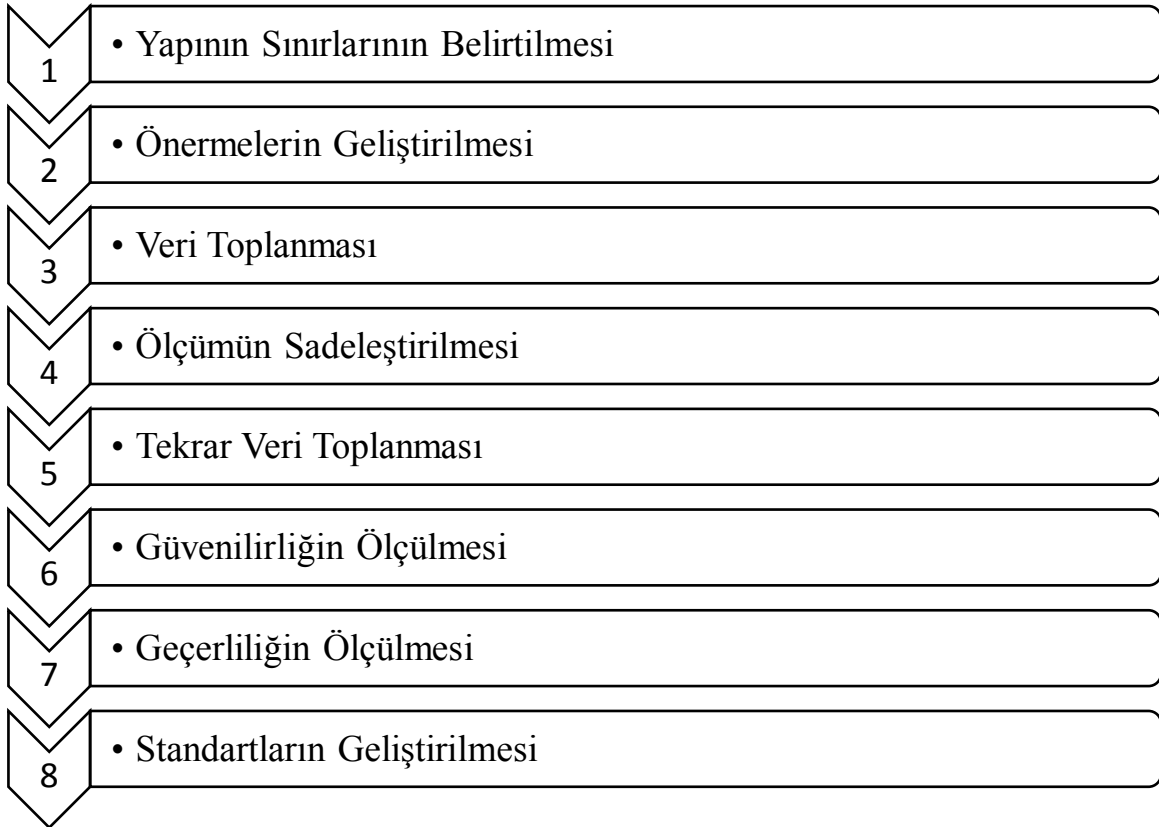 1 • Yapının Sınırlarının Belirtilmesi
2 • Önermelerin Geliştirilmesi
3 • Veri Toplanması
4 • Ölçümün Sadeleştirilmesi
5 • Tekrar Veri Toplanması
6 • Güvenilirliğin Ölçülmesi
7 • Geçerliliğin Ölçülmesi
8 • Standartların Geliştirilmesi